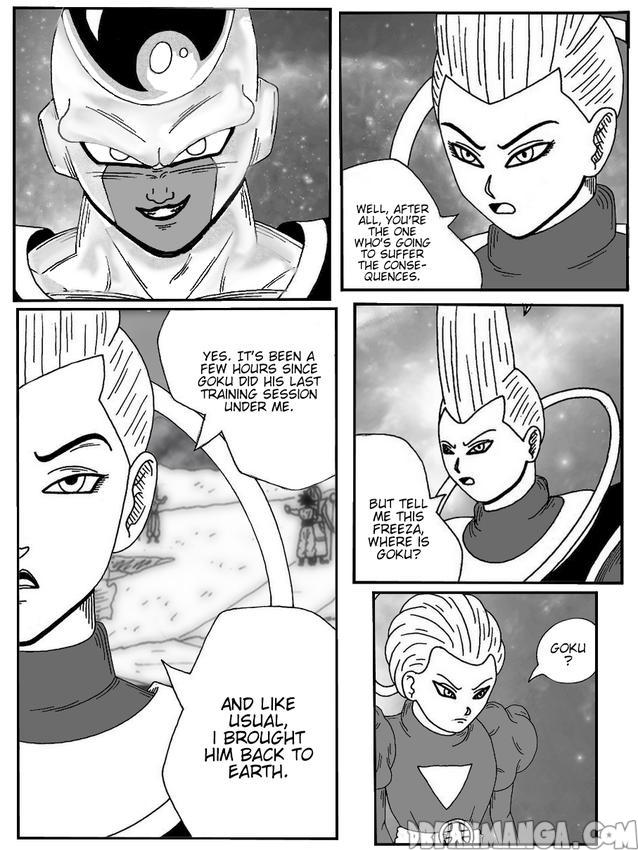 WELL, AFTER
ALL, YOU'RE
THE ONE
WHO'S GOING
TO SUFFER
THE CONSE-
QUENCES.
BUT TELL
ME THIS
FREEZA,
WHERE IS
GOKU?
YES. IT'S BEEN A
FEW HOURS SINCE
GOKU DID HIS LAST
TRAINING SESSION
UNDER ME.
AND LIKE
USUAL,
I BROUGHT
HIM BACK TO
EARTH.
GOKU
?